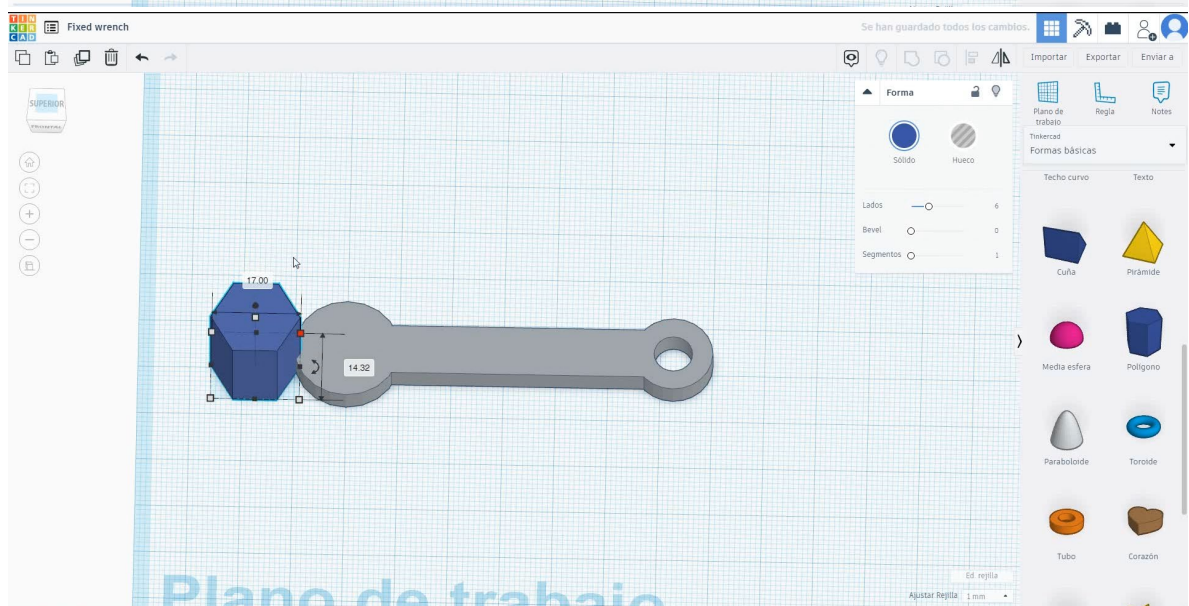 TIN
KER
CAD
Fixed wrench
Se han guardado todos los cambios.
Importar
Exportar
Enviar a
SUPERIOR
Forma
Sólido
Hueco
Lados
6
Bevel
0
Segmentos
1
Plano de
trabajo
Regla
Notes
Tinkercad
Formas básicas
Techo curvo
Texto
Cuña
Pirámide
Media esfera
Polígono
Paraboloide
Toroide
Tubo
Corazón
17.00
14.32
Plano de trabajo
Ed. rejilla
Ajustar Rejilla
1 mm